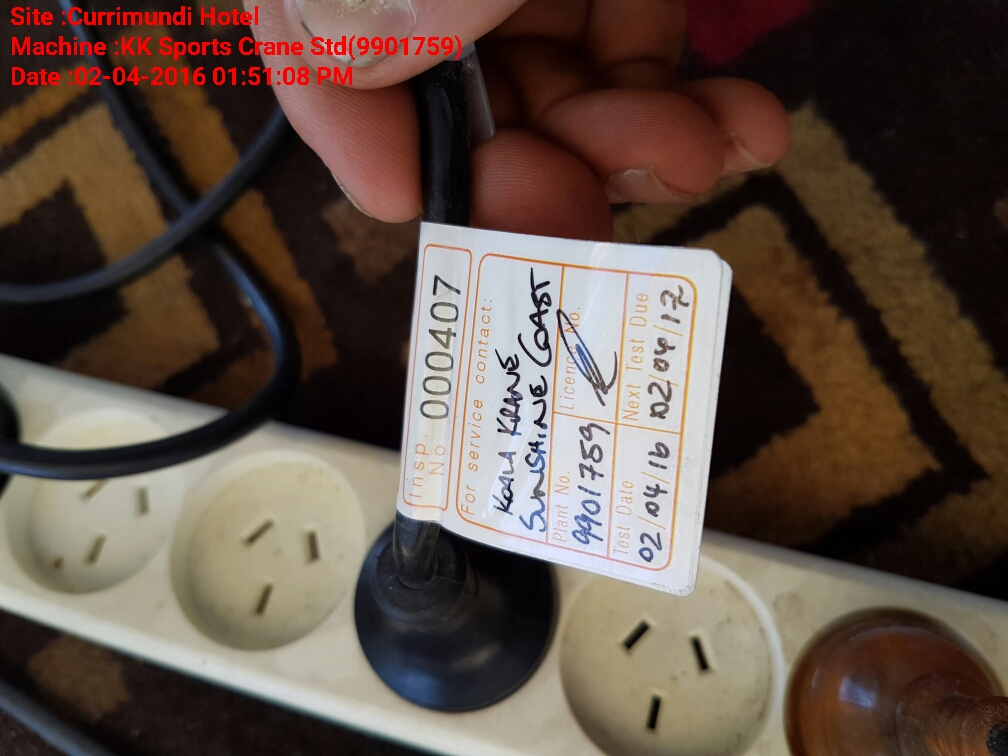 Site :Currimundi Hotel
Machine :KK Sports Crane Std(9901759)
Date :02-04-2016 01:51:08 PM
Insp. No. 000407
For service contact:
KOALA KRANE
SUNSHINE COAST
Plant No. 9901759
Licence No.
Test Date 02/04/16
Next Test Due 02/04/17